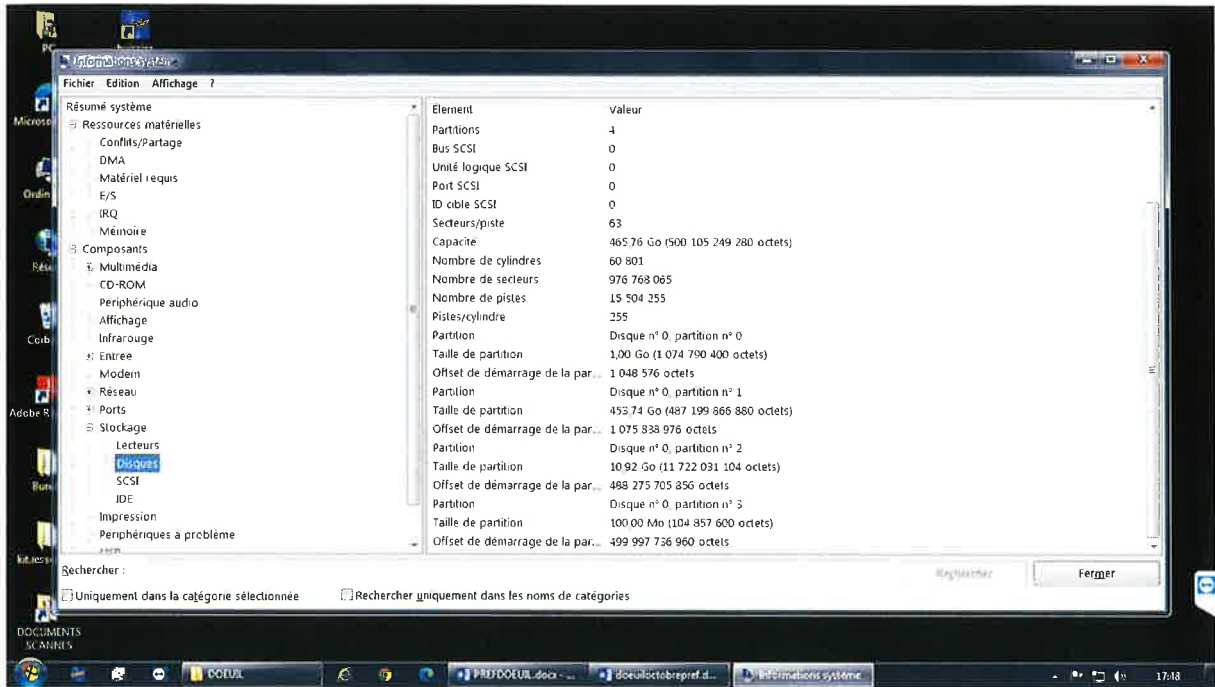 PC
Informations système
Fichier Edition Affichage ?
Résumé système
Ressources matérielles
Conflits/Partage
DMA
Matériel requis
E/S
IRQ
Mémoire
Composants
Multimédia
CD-ROM
Periphérique audio
Affichage
Infrarouge
Entree
Modem
Réseau
Ports
Stockage
Lecteurs
Disques
SCSI
IDE
Impression
Periphériques à problème
Element Valeur
Partitions 4
Bus SCSI 0
Unité logique SCSI 0
Port SCSI 0
ID cible SCSI 0
Secteurs/piste 63
Capacité 465,76 Go (500 105 249 280 octets)
Nombre de cylindres 60 801
Nombre de secteurs 976 768 065
Nombre de pistes 15 504 255
Pistes/cylindre 255
Partition Disque n° 0, partition n° 0
Taille de partition 1,00 Go (1 074 790 400 octets)
Offset de démarrage de la par... 1 048 576 octets
Partition Disque n° 0, partition n° 1
Taille de partition 453,74 Go (487 199 866 880 octets)
Offset de démarrage de la par... 1 075 838 976 octets
Partition Disque n° 0, partition n° 2
Taille de partition 10,92 Go (11 722 031 104 octets)
Offset de démarrage de la par... 488 275 705 856 octets
Partition Disque n° 0, partition n° 3
Taille de partition 100,00 Mo (104 857 600 octets)
Offset de démarrage de la par... 499 997 736 960 octets
Rechercher :
Rechercher
Fermer
Uniquement dans la catégorie sélectionnée
Rechercher uniquement dans les noms de catégories
Microso
Ordin
Rése
Corb
Adobe R
Bure
kit.ress
DOCUMENTS
SCANNES
DOEUIL
PREFDOEUIL.docx - ...
doeuiloctobrepref.d...
Informations système
17:48